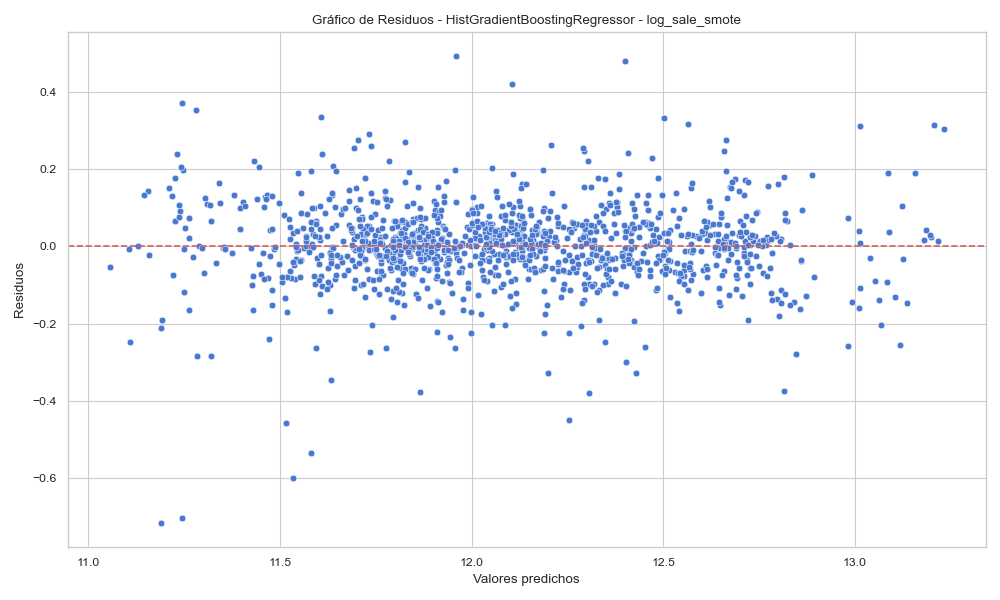 Gráfico de Residuos - HistGradientBoostingRegressor - log_sale_smote
Residuos
0.4
0.2
0.0
−0.2
−0.4
−0.6
11.0 11.5 12.0 12.5 13.0
Valores predichos